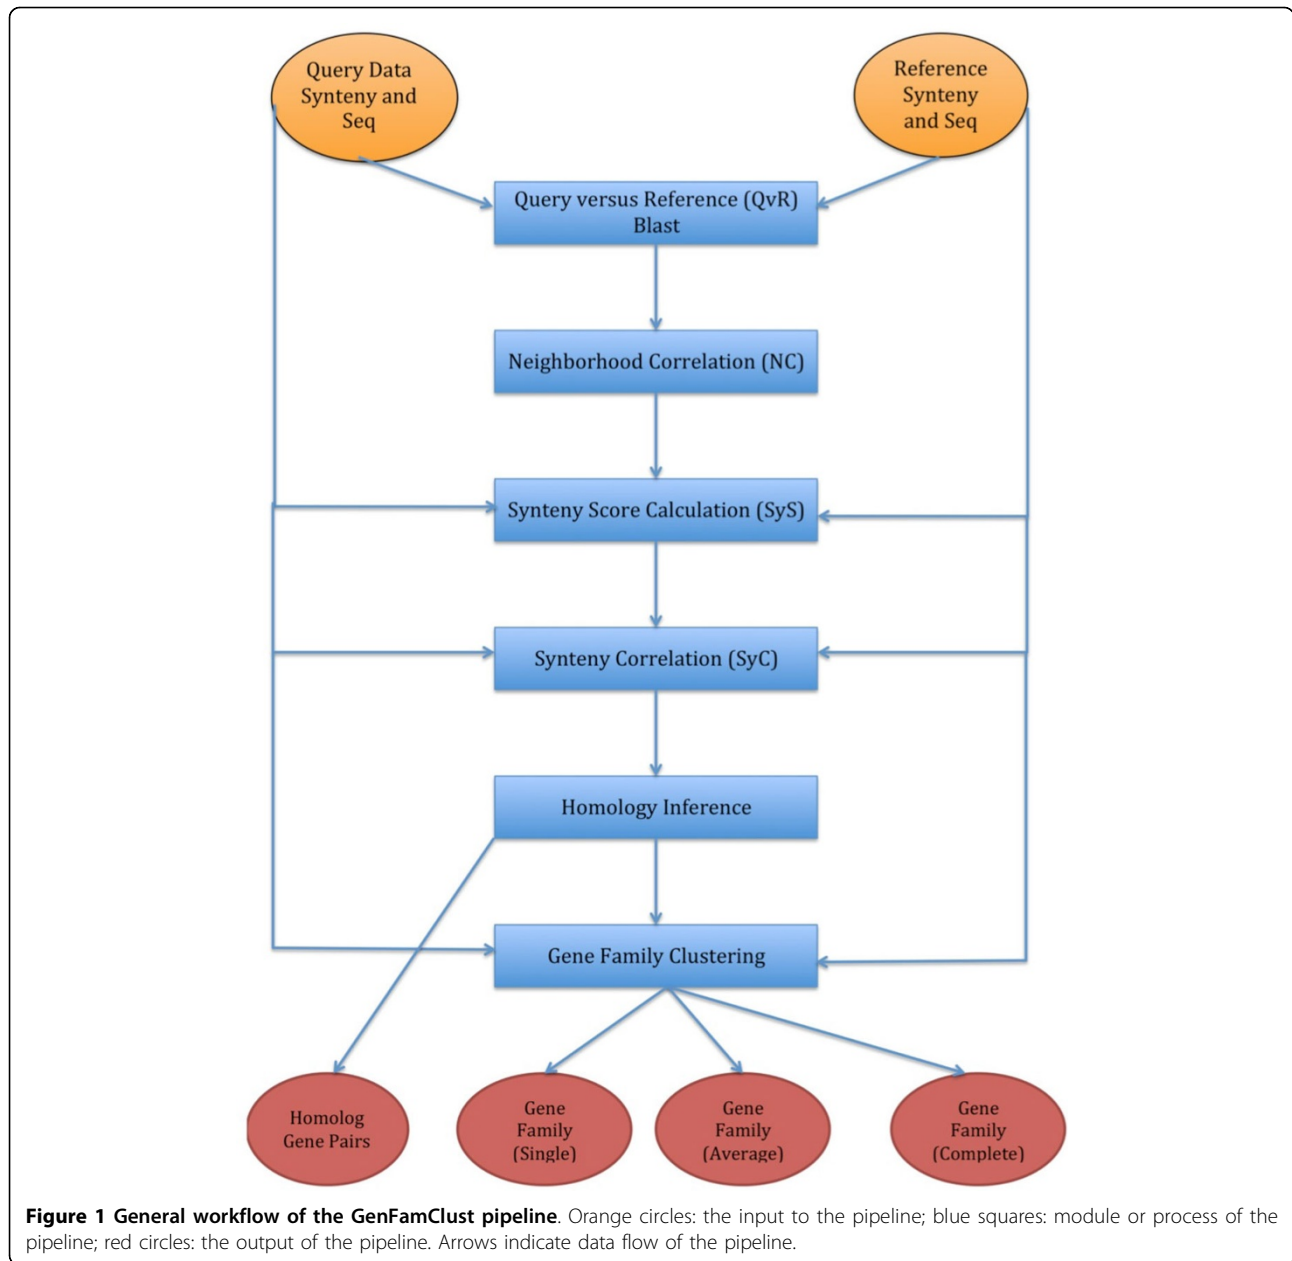 Query Data
Synteny and
Seq
Reference
Synteny
and Seq
Query versus Reference (QvR)
Blast
Neighborhood Correlation (NC)
Synteny Score Calculation (SyS)
Synteny Correlation (SyC)
Homology Inference
Gene Family Clustering
Homolog
Gene Pairs
Gene
Family
(Single)
Gene
Family
(Average)
Gene
Family
(Complete)
Figure 1 General workflow of the GenFamClust pipeline. Orange circles: the input to the pipeline; blue squares: module or process of the
pipeline; red circles: the output of the pipeline. Arrows indicate data flow of the pipeline.